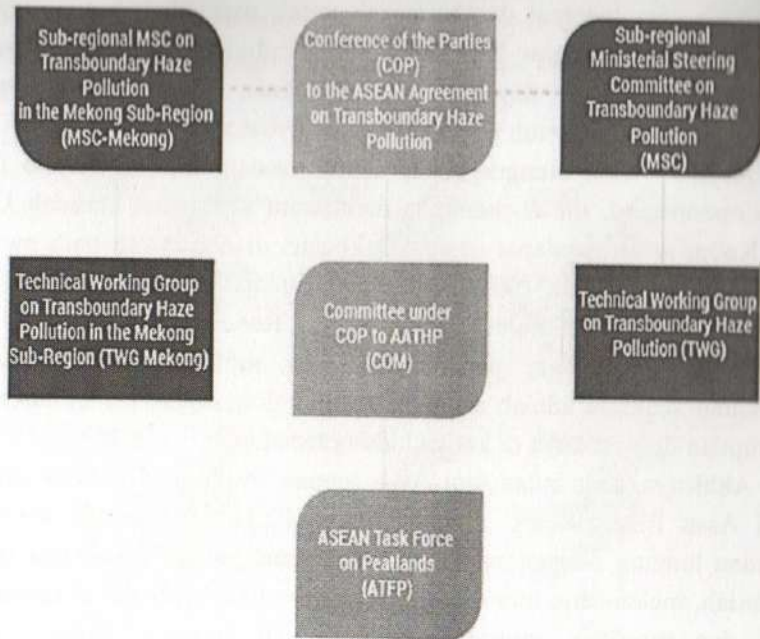 Sub-regional MSC on
Transboundary Haze
Pollution
in the Mekong Sub-Region
(MSC-Mekong)
Conference of the Parties
(COP)
to the ASEAN Agreement
on Transboundary Haze
Pollution
Sub-regional
Ministerial Steering
Committee on
Transboundary Haze
Pollution
(MSC)
Technical Working Group
on Transboundary Haze
Pollution in the Mekong
Sub-Region (TWG Mekong)
Committee under
COP to AATHP
(COM)
Technical Working Group
on Transboundary Haze
Pollution (TWG)
ASEAN Task Force
on Peatlands
(ATFP)